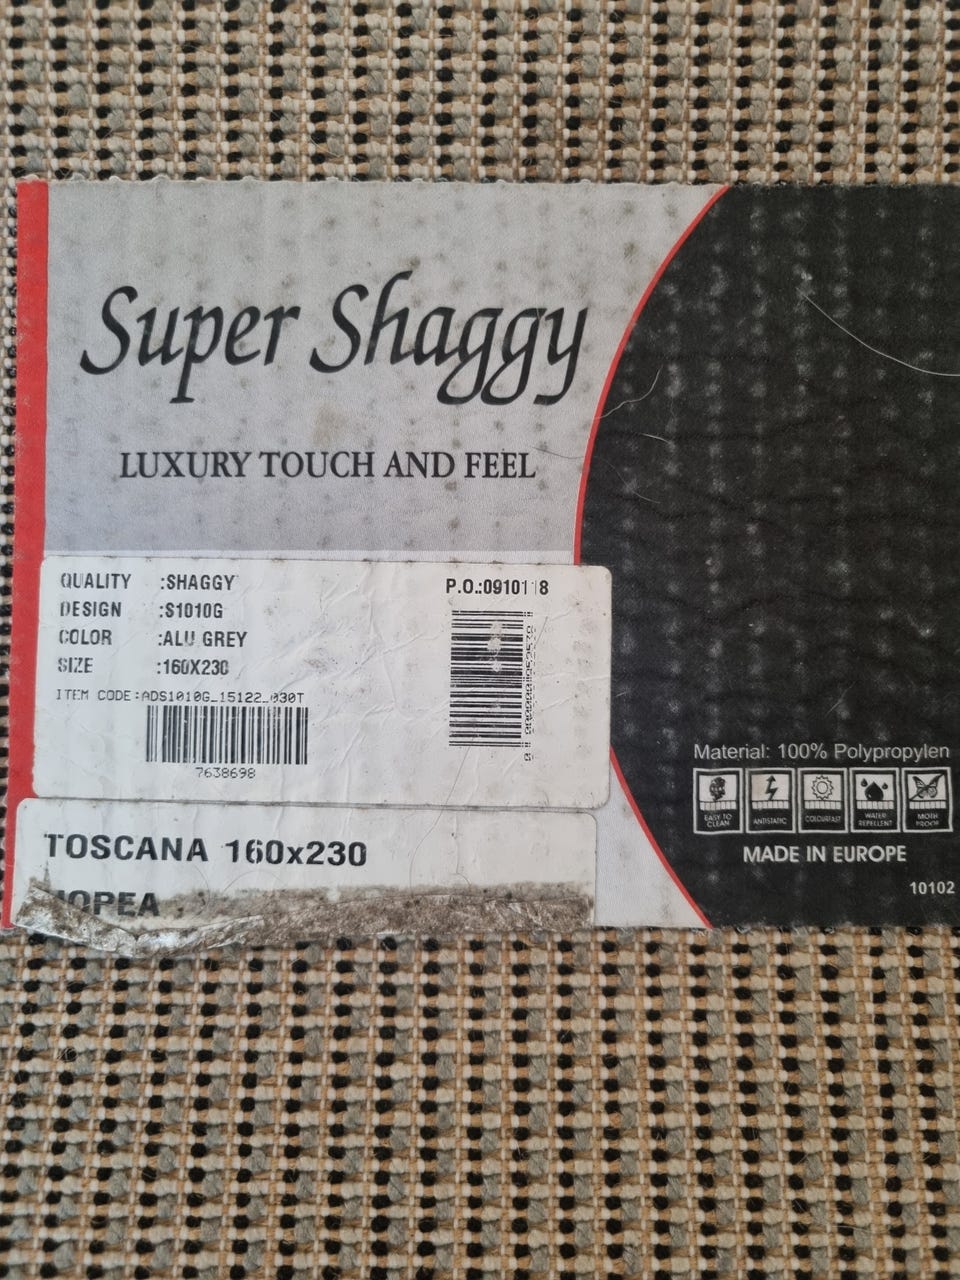 Super Shaggy
LUXURY TOUCH AND FEEL
QUALITY :SHAGGY
DESIGN :S1010G
COLOR :ALU GREY
SIZE :160X230
ITEM CODE:ADS1010G_15122_030T
7638698
P.O.:0910118
TOSCANA 160x230
HOPEA
Material: 100% Polypropylen
EASY TO CLEAN
ANTISTATIC
COLOURFAST
WATER REPELLENT
MOTH PROOF
MADE IN EUROPE
10102